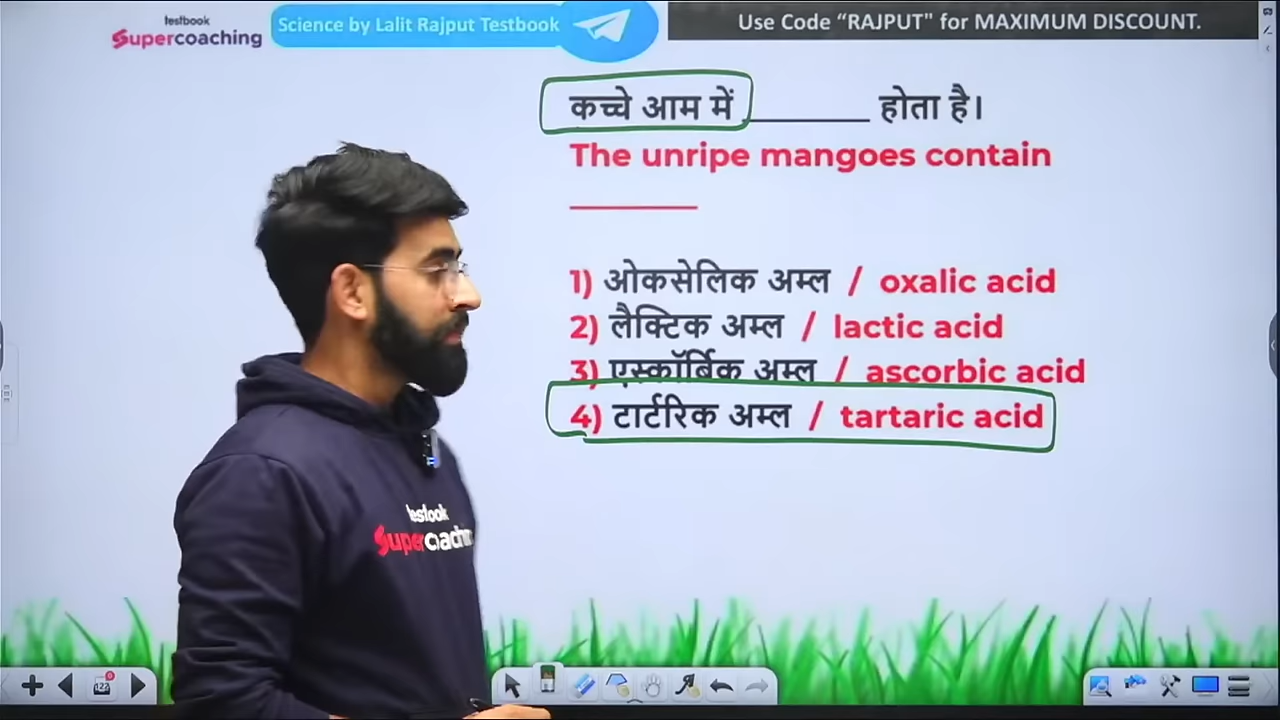 testbook
Supercoaching
Science by Lalit Rajput Testbook
Use Code “RAJPUT" for MAXIMUM DISCOUNT.
कच्चे आम में ________ होता है।
The unripe mangoes contain
________
1) ओकसेलिक अम्ल / oxalic acid
2) लैक्टिक अम्ल / lactic acid
3) एस्कॉर्बिक अम्ल / ascorbic acid
4) टार्टरिक अम्ल / tartaric acid
testbook
Supercoachin
122